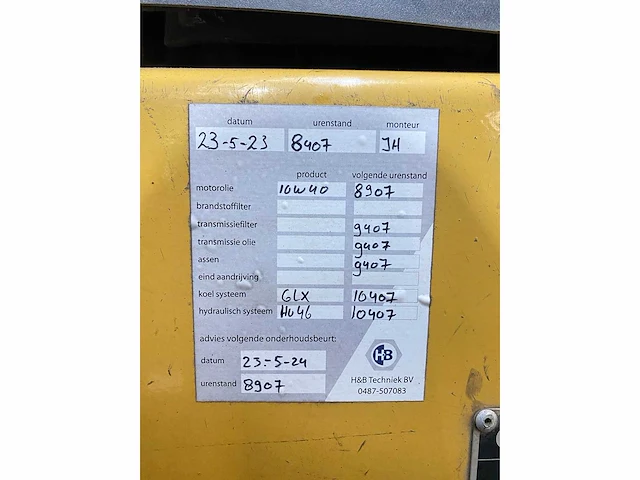 datum urenstand monteur
23-5-23 8407 JH
product volgende urenstand
motorolie 10W40 8907
brandstoffilter
transmissiefilter 9407
transmissie olie 9407
assen 9407
eind aandrijving
koel systeem GLX 10407
hydraulisch systeem HV46 10407
advies volgende onderhoudsbeurt:
datum 23-5-24
urenstand 8907
HB
H&B Techniek BV
0487-507083